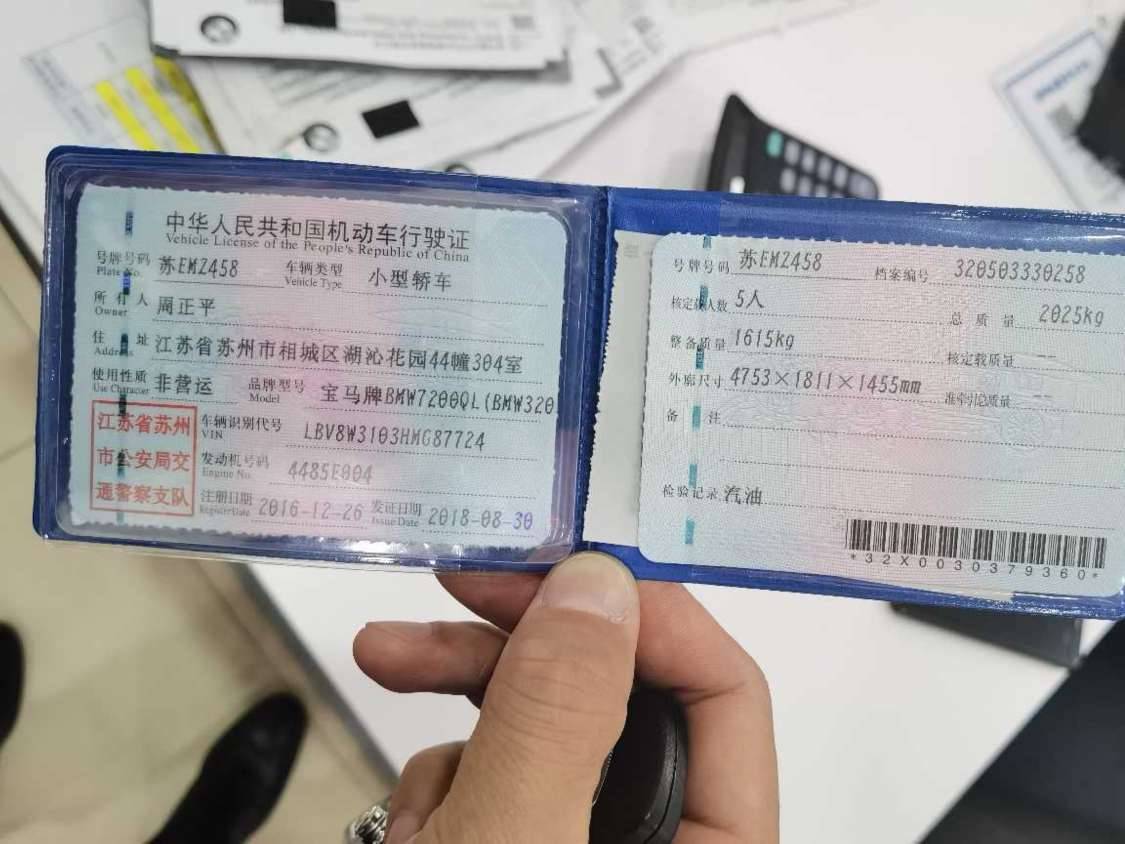 中华人民共和国机动车行驶证
Vehicle License of the People's Republic of China
号牌号码 苏EMZ458 车辆类型 小型轿车
Plate No. Vehicle Type
所有人 周正平
Owner
住址 江苏省苏州市相城区湖沁花园44幢304室
Address
使用性质 非营运 品牌型号 宝马牌BMW7200QL(BMW320
Use Character Model
江苏省苏州
市公安局交
通警察支队
车辆识别代号 LBV8W3103HMG87724
VIN
发动机号码 4485E004
Engine No.
注册日期 2016-12-26 发证日期 2018-08-30
Register Date Issue Date
号牌号码 苏EMZ458 档案编号 320503330258
核定载人数 5人 总质量 2025kg
整备质量 1615kg 核定载质量
外廓尺寸 4753×1811×1455mm 准牵引总质量
备注
检验记录 汽油
*32X0030379360*